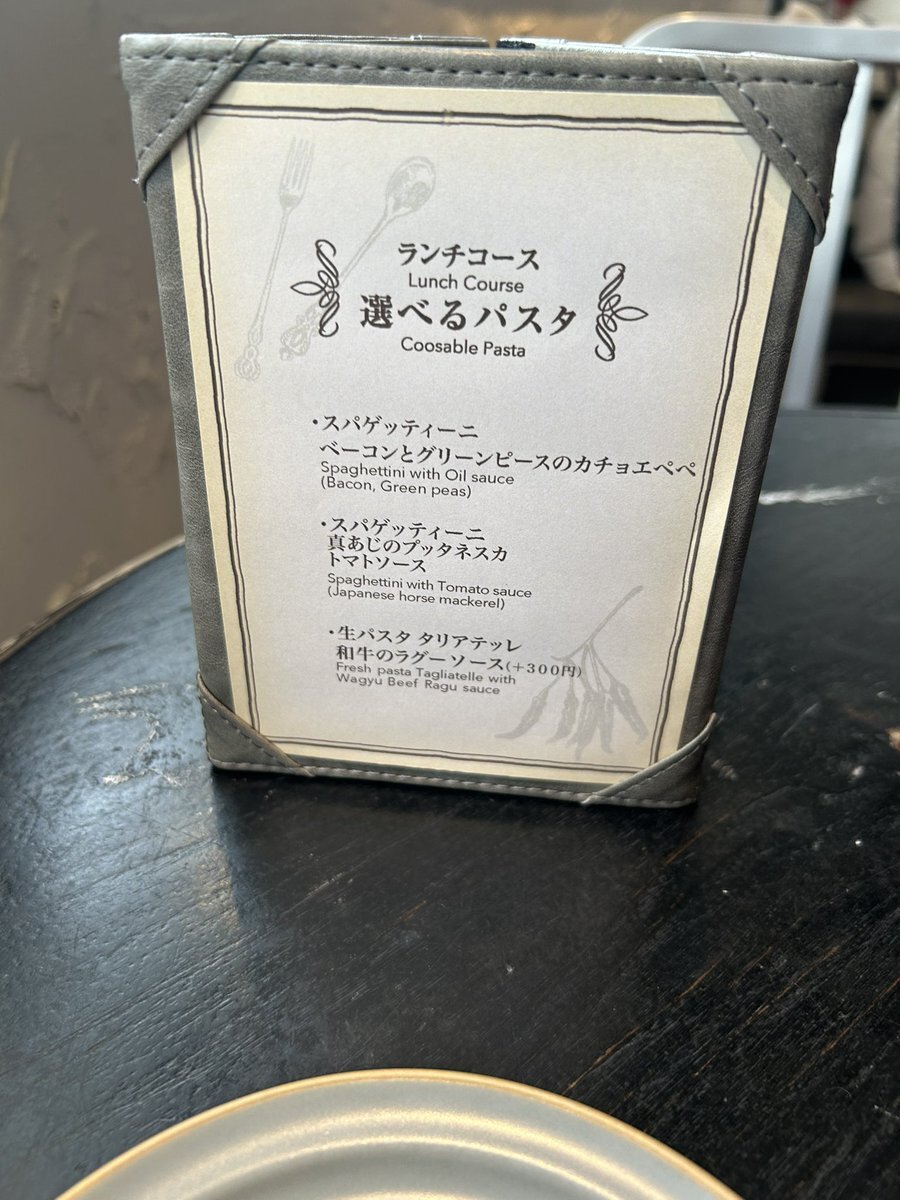 ランチコース
Lunch Course
選べるパスタ
Coosable Pasta
・スパゲッティーニ
ベーコンとグリーンピースのカチョエペペ
Spaghettini with Oil sauce
(Bacon, Green peas)
・スパゲッティーニ
真あじのプッタネスカ
トマトソース
Spaghettini with Tomato sauce
(Japanese horse mackerel)
・生パスタ タリアテッレ
和牛のラグーソース(＋300円)
Fresh pasta Tagliatelle with
Wagyu Beef Ragu sauce